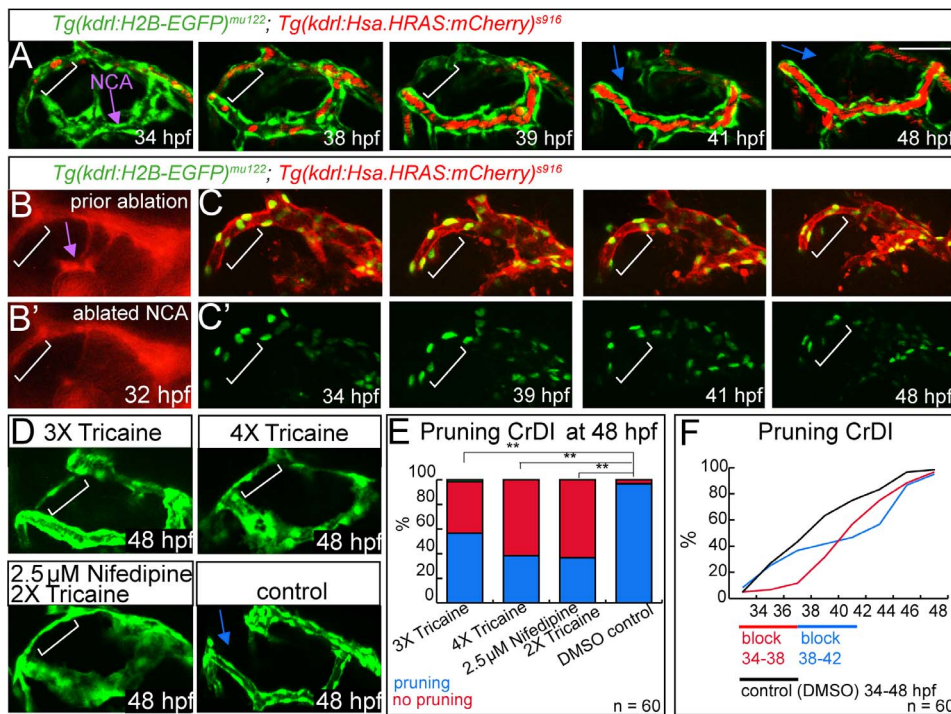 Tg(kdrl:H2B-EGFP)mu122; Tg(kdrl:Hsa.HRAS:mCherry)s916
A
NCA
34 hpf
38 hpf
39 hpf
41 hpf
48 hpf
Tg(kdrl:H2B-EGFP)mu122; Tg(kdrl:Hsa.HRAS:mCherry)s916
B prior ablation
C
B' ablated NCA
32 hpf
C'
34 hpf
39 hpf
41 hpf
48 hpf
D 3X Tricaine
48 hpf
4X Tricaine
48 hpf
2.5 µM Nifedipine
2X Tricaine
48 hpf
control
48 hpf
E Pruning CrDI at 48 hpf
**
**
**
100
80
60
40
20
0
%
3X Tricaine
4X Tricaine
2.5 µM Nifedipine
2X Tricaine
DMSO control
pruning
no pruning
n = 60
F Pruning CrDI
100
80
60
40
20
0
%
34 36 38 40 42 44 46 48
block
34-38
block
38-42
control (DMSO) 34-48 hpf
n = 60